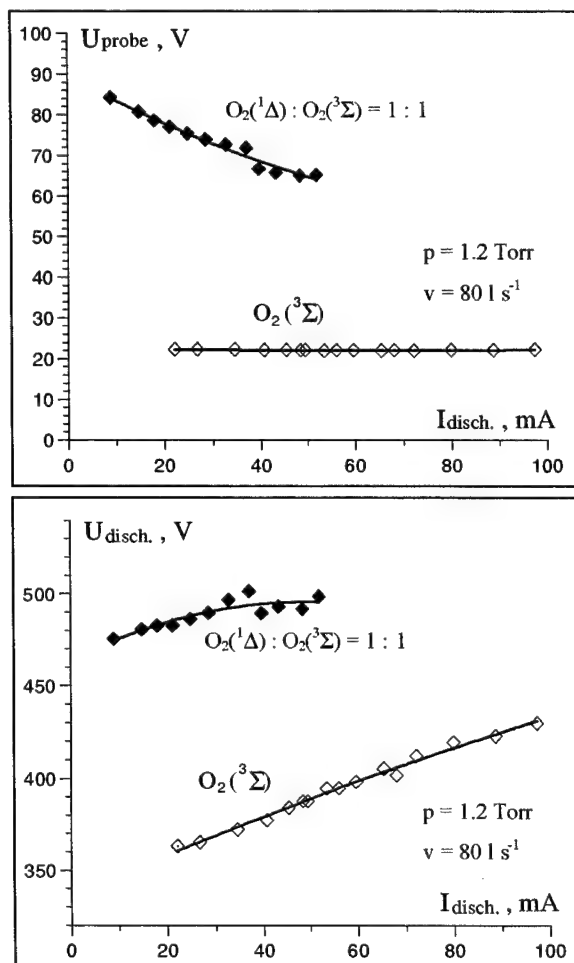 Uprobe , V
100
90
80
70
60
50
40
30
20
10
0
O₂(¹Δ) : O₂(³Σ) = 1 : 1
p = 1.2 Torr
v = 80 l s⁻¹
O₂(³Σ)
Idisch. , mA
0 20 40 60 80 100
Udisch. , V
500
450
400
350
O₂(¹Δ) : O₂(³Σ) = 1 : 1
O₂(³Σ)
p = 1.2 Torr
v = 80 l s⁻¹
Idisch. , mA
0 20 40 60 80 100